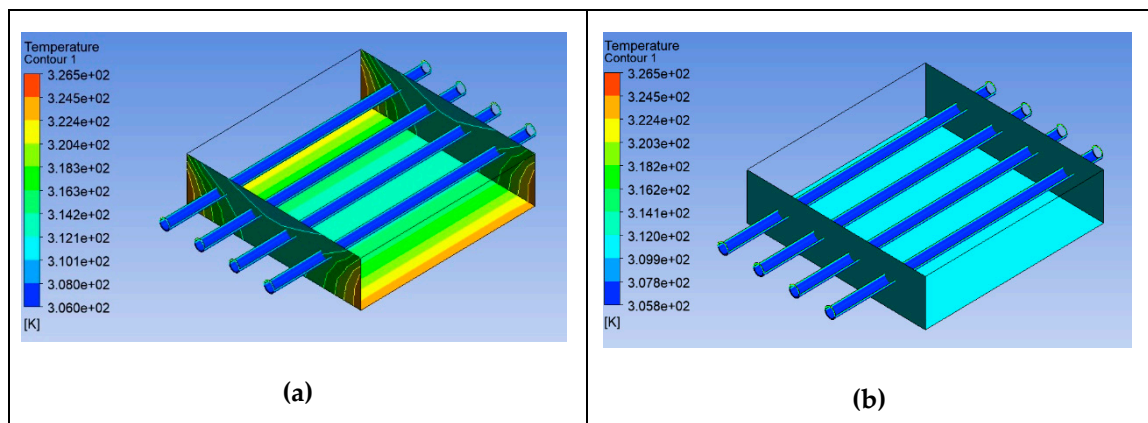 Temperature
Contour 1
3.265e+02
3.245e+02
3.224e+02
3.204e+02
3.183e+02
3.163e+02
3.142e+02
3.121e+02
3.101e+02
3.080e+02
3.060e+02
[K]
(a)
Temperature
Contour 1
3.265e+02
3.245e+02
3.224e+02
3.203e+02
3.182e+02
3.162e+02
3.141e+02
3.120e+02
3.099e+02
3.078e+02
3.058e+02
[K]
(b)